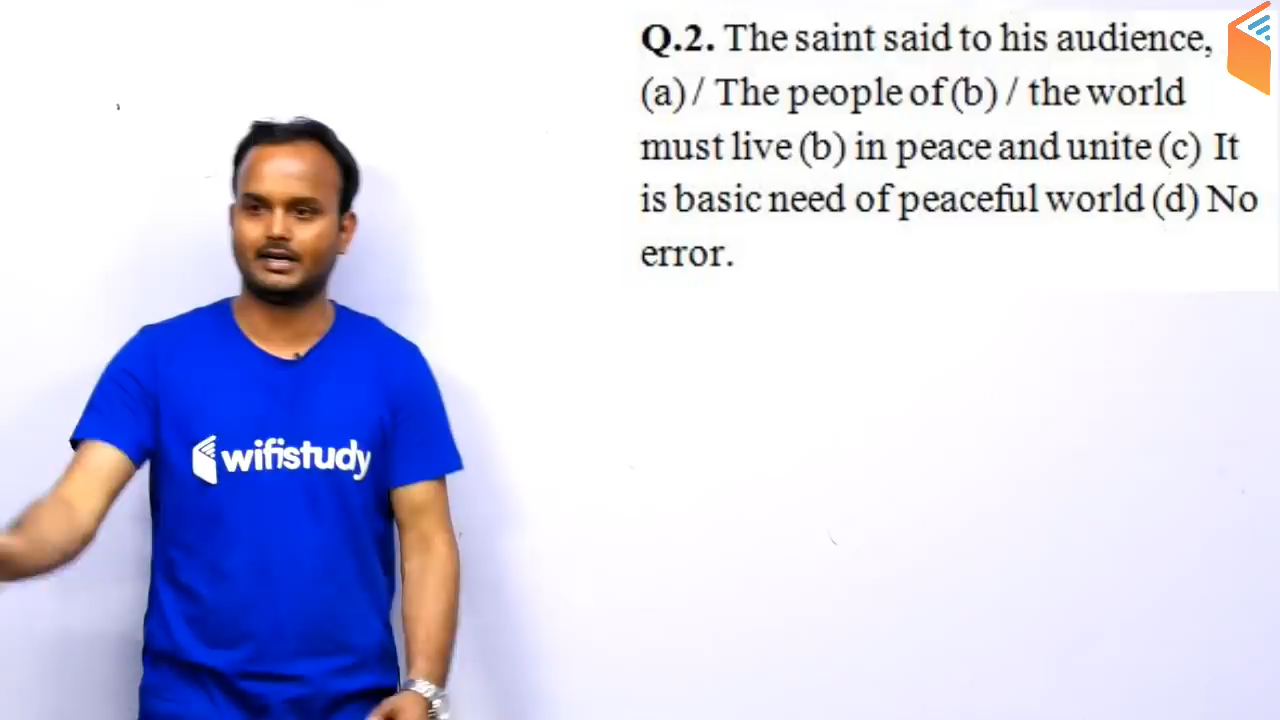 Q.2. The saint said to his audience,
(a) / The people of (b) / the world
must live (b) in peace and unite (c) It
is basic need of peaceful world (d) No
error.
wifistudy